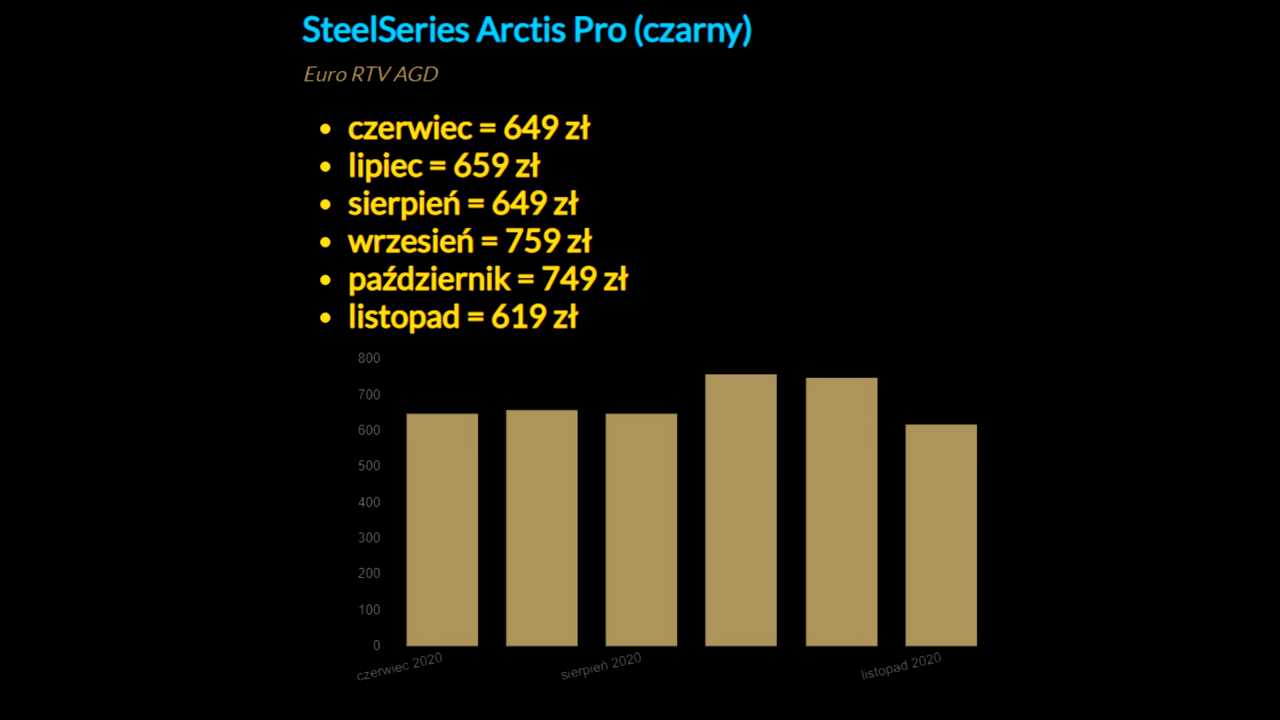 SteelSeries Arctis Pro (czarny)
Euro RTV AGD
• czerwiec = 649 zł
• lipiec = 659 zł
• sierpień = 649 zł
• wrzesień = 759 zł
• październik = 749 zł
• listopad = 619 zł
800
700
600
500
400
300
200
100
0
czerwiec 2020 sierpień 2020 listopad 2020